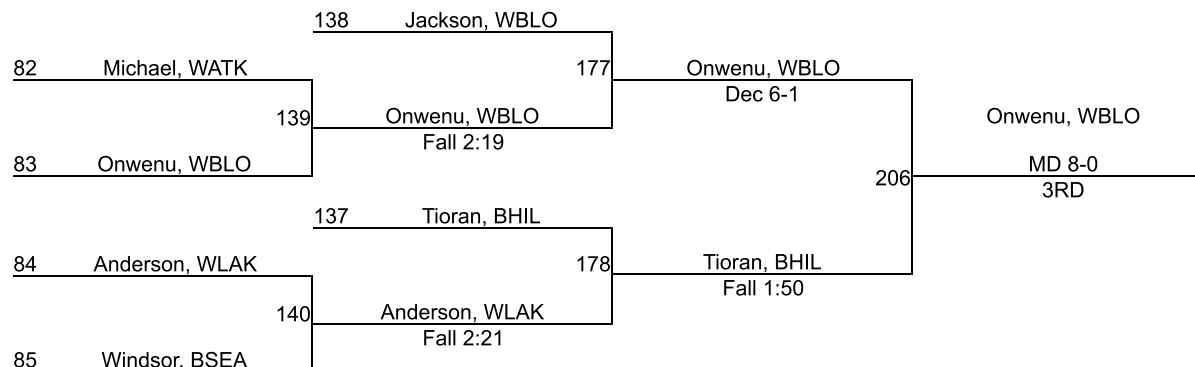 138 Jackson, WBLO
82 Michael, WATK
177 Onwenu, WBLO
Dec 6-1
139 Onwenu, WBLO
Fall 2:19
Onwenu, WBLO
83 Onwenu, WBLO
MD 8-0
206
3RD
137 Tioran, BHIL
84 Anderson, WLAK
178 Tioran, BHIL
Fall 1:50
140 Anderson, WLAK
Fall 2:21
85 Windsor, BSEA